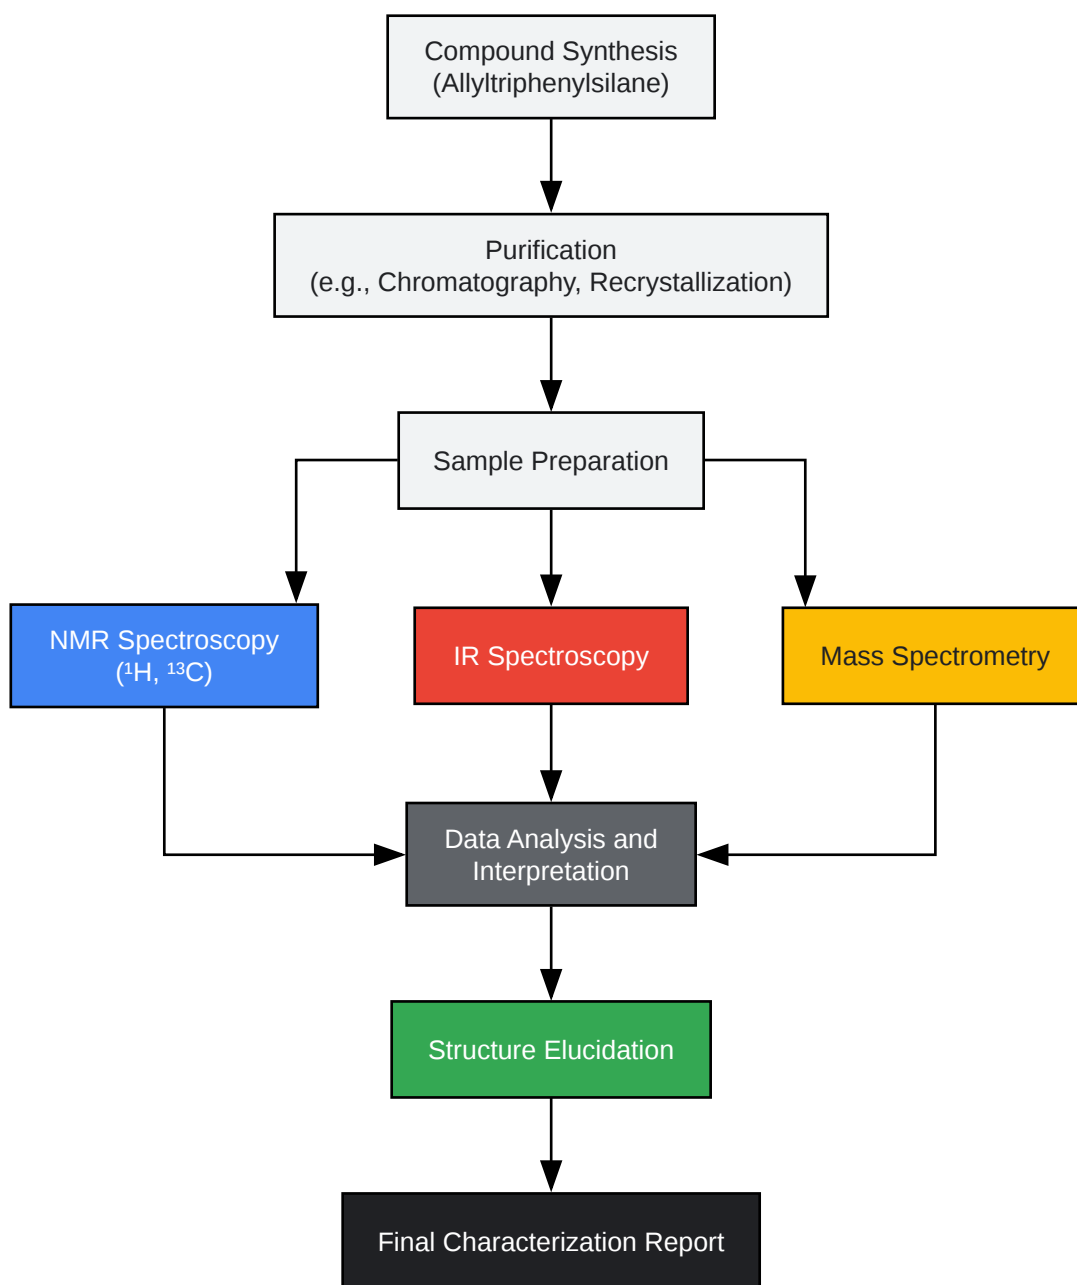 Compound Synthesis
(Allyltriphenylsilane)
Purification
(e.g., Chromatography, Recrystallization)
Sample Preparation
NMR Spectroscopy
(¹H, ¹³C)
IR Spectroscopy
Mass Spectrometry
Data Analysis and
Interpretation
Structure Elucidation
Final Characterization Report